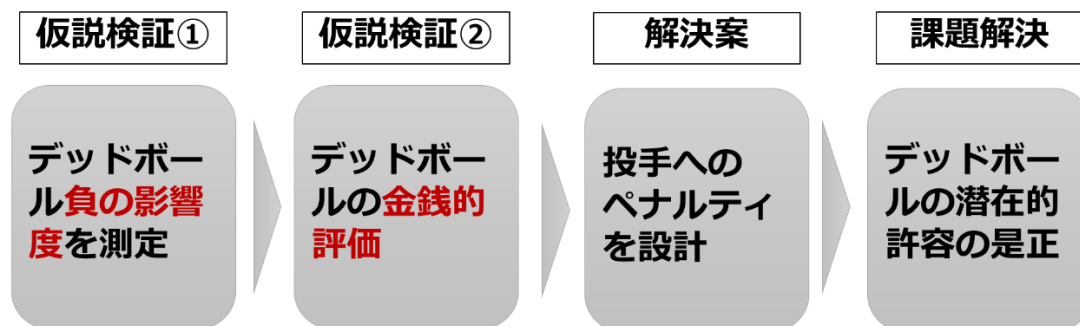 仮説検証①
仮説検証②
解決案
課題解決
デッドボー
ル負の影響
度を測定
デッドボー
ルの金銭的
評価
投手への
ペナルティ
を設計
デッドボー
ルの潜在的
許容の是正